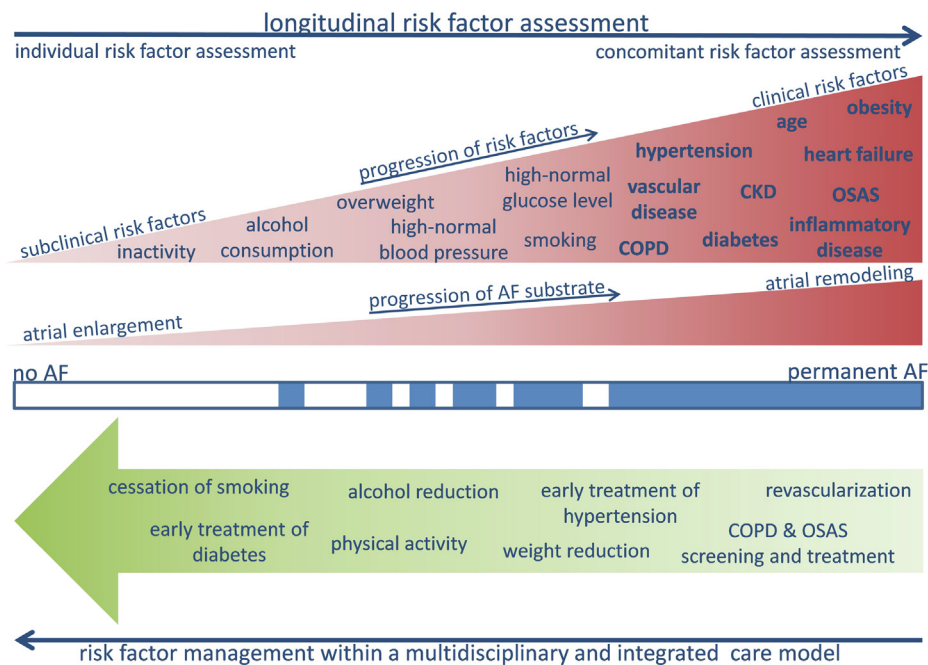 longitudinal risk factor assessment
individual risk factor assessment
concomitant risk factor assessment
clinical risk factors
obesity
age
progression of risk factors
hypertension
heart failure
high-normal
glucose level
overweight
vascular
disease
CKD
OSAS
subclinical risk factors
alcohol
consumption
high-normal
blood pressure
inactivity
smoking
COPD
diabetes
inflammatory
disease
atrial remodeling
progression of AF substrate
atrial enlargement
no AF
permanent AF
cessation of smoking
alcohol reduction
early treatment of
hypertension
revascularization
early treatment of
diabetes
physical activity
weight reduction
COPD & OSAS
screening and treatment
risk factor management within a multidisciplinary and integrated care model